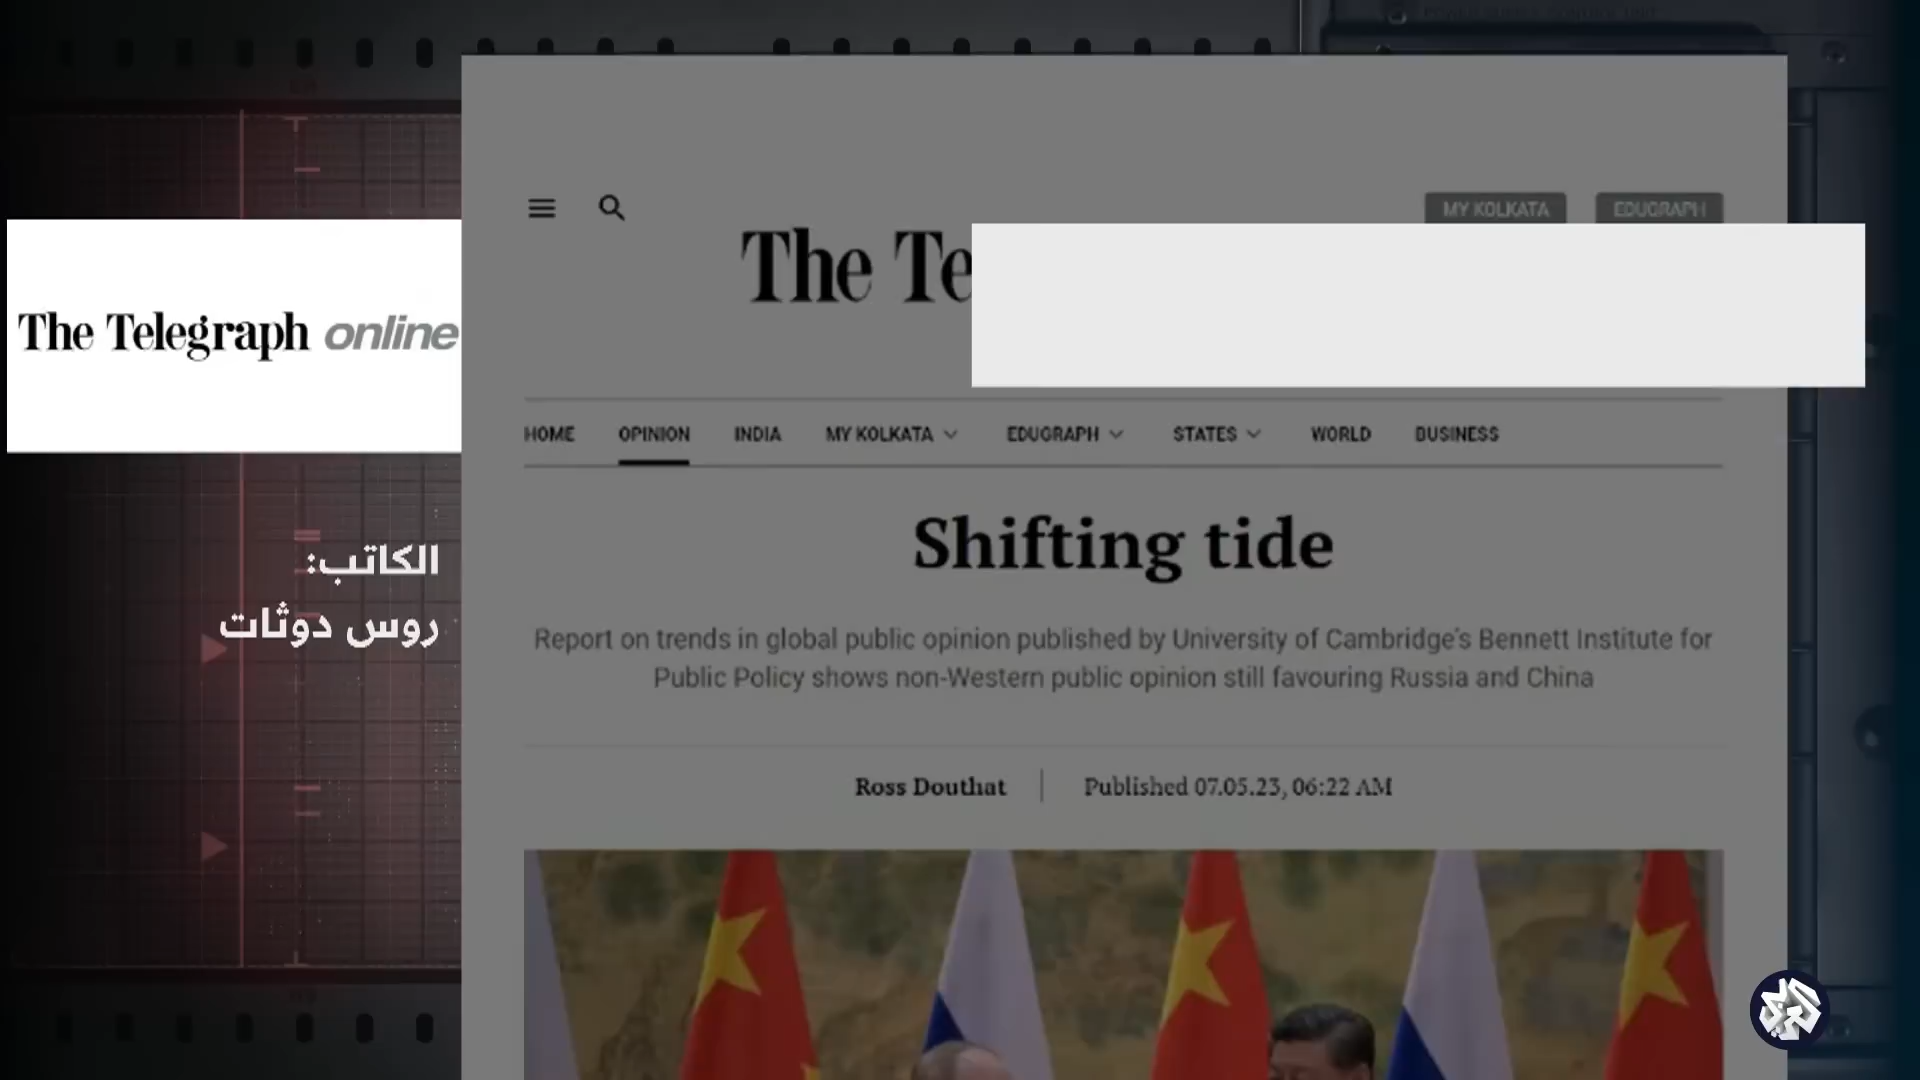 The Telegraph online
الكاتب:
روس دوثات
MY KOLKATA
EDUGRAPH
The Te
HOME OPINION INDIA MY KOLKATA EDUGRAPH STATES WORLD BUSINESS
Shifting tide
Report on trends in global public opinion published by University of Cambridge's Bennett Institute for
Public Policy shows non-Western public opinion still favouring Russia and China
Ross Douthat
Published 07.05.23, 06:22 AM